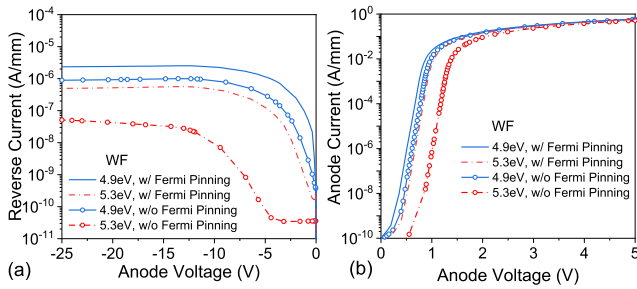 10⁻⁴
10⁻⁵
10⁻⁶
10⁻⁷
10⁻⁸
10⁻⁹
10⁻¹⁰
10⁻¹¹
Reverse Current (A/mm)
WF
4.9eV, w/ Fermi Pinning
5.3eV, w/ Fermi Pinning
4.9eV, w/o Fermi Pinning
5.3eV, w/o Fermi Pinning
-25 -20 -15 -10 -5 0
Anode Voltage (V)
(a)
10⁰
10⁻²
10⁻⁴
10⁻⁶
10⁻⁸
10⁻¹⁰
Anode Current (A/mm)
WF
4.9eV, w/ Fermi Pinning
5.3eV, w/ Fermi Pinning
4.9eV, w/o Fermi Pinning
5.3eV, w/o Fermi Pinning
0 1 2 3 4 5
Anode Voltage (V)
(b)